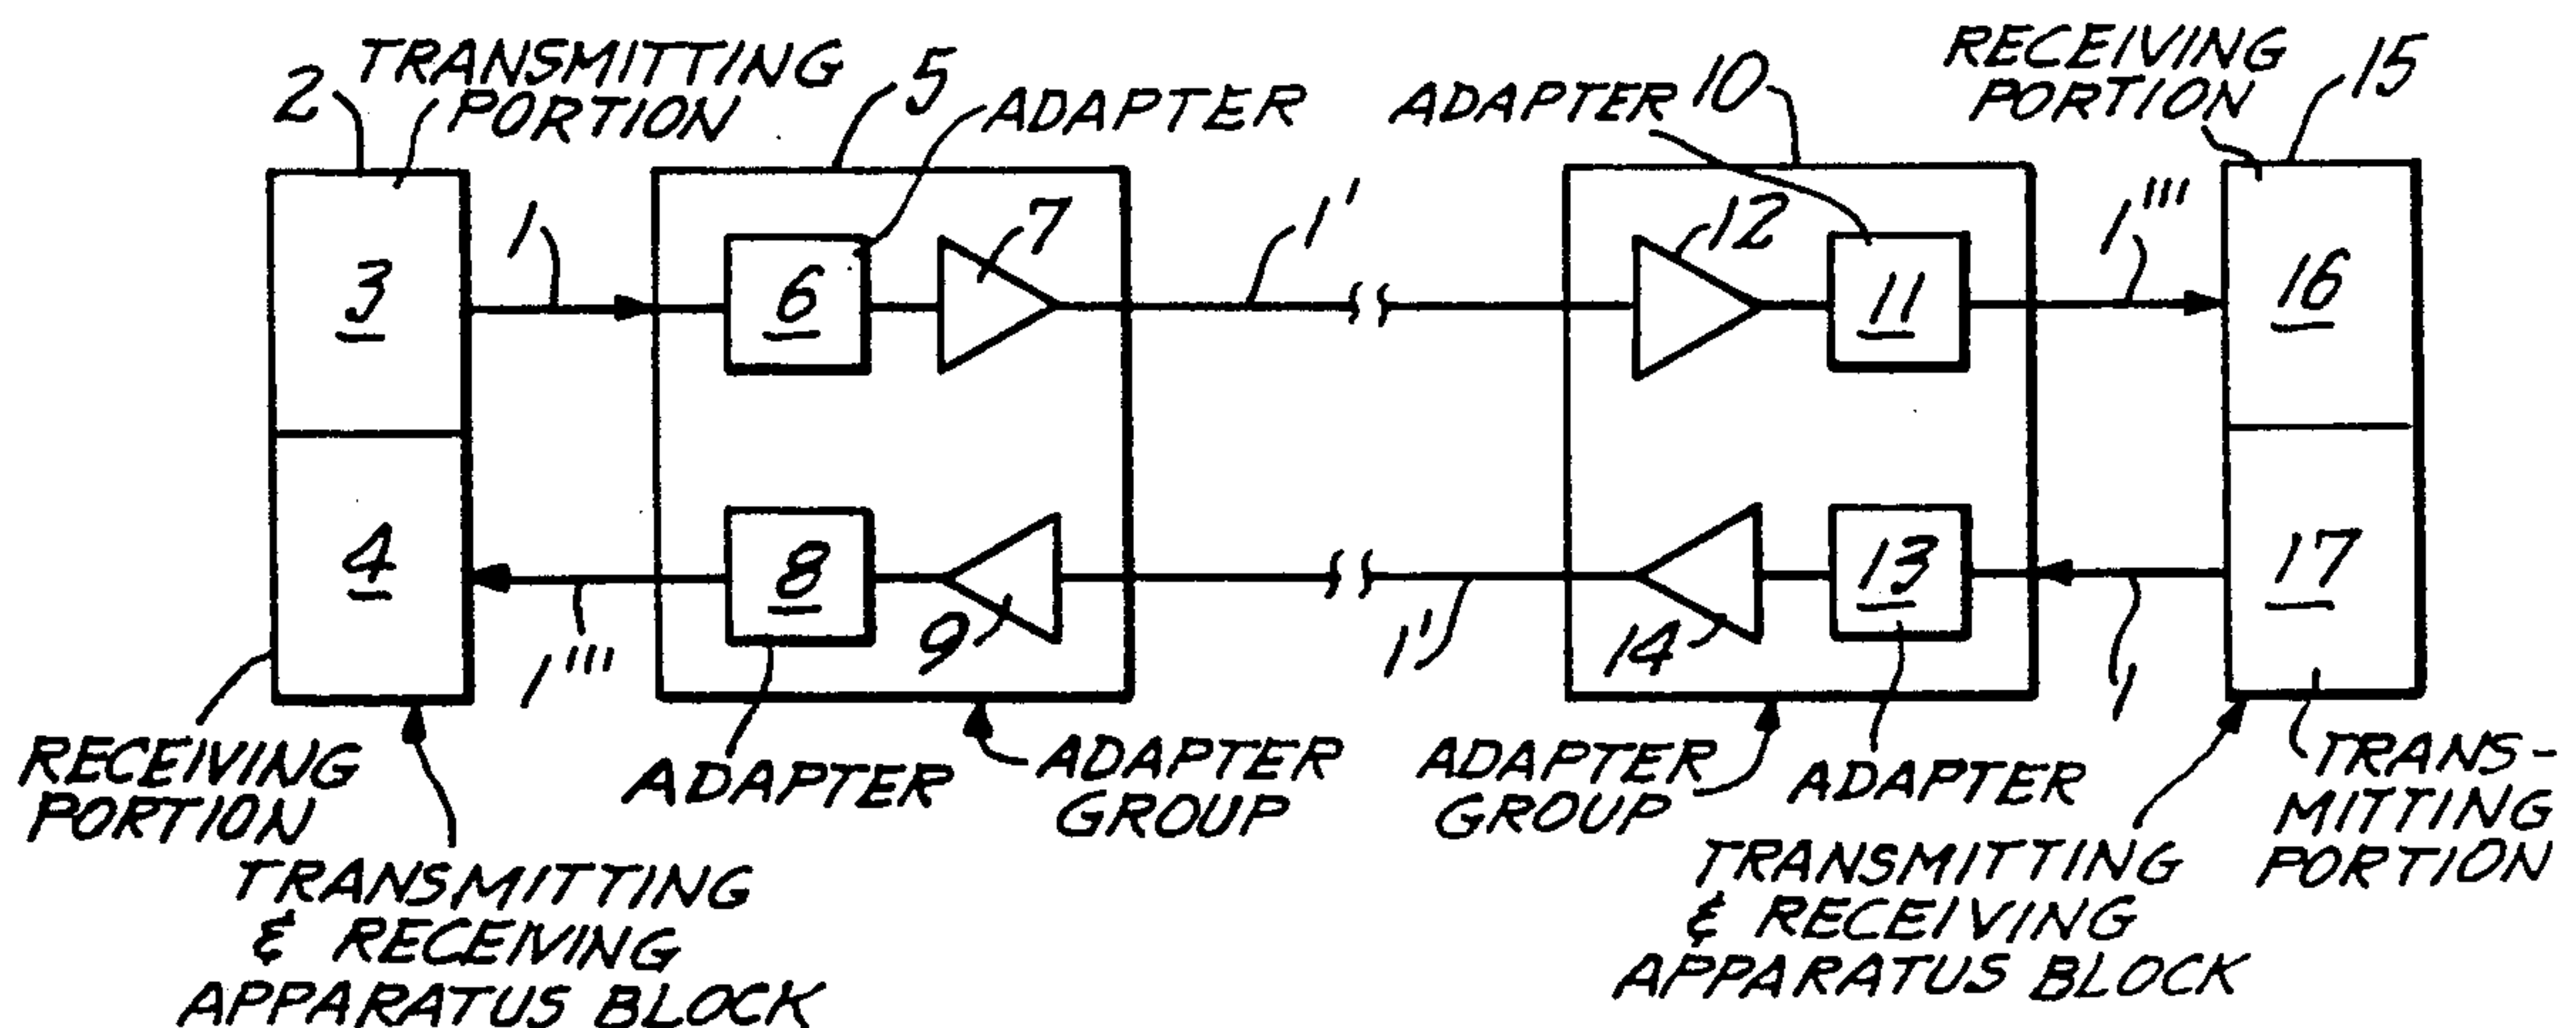 2 TRANSMITTING
PORTION
5
ADAPTER
ADAPTER
10
RECEIVING
PORTION
15
3
1
6
7
1'
12
11
1'''
16
4
1'''
8
9
1'
14
13
1
17
RECEIVING
PORTION
TRANSMITTING
& RECEIVING
APPARATUS BLOCK
ADAPTER
ADAPTER
GROUP
ADAPTER
GROUP
ADAPTER
TRANSMITTING
& RECEIVING
APPARATUS BLOCK
TRANS-
MITTING
PORTION